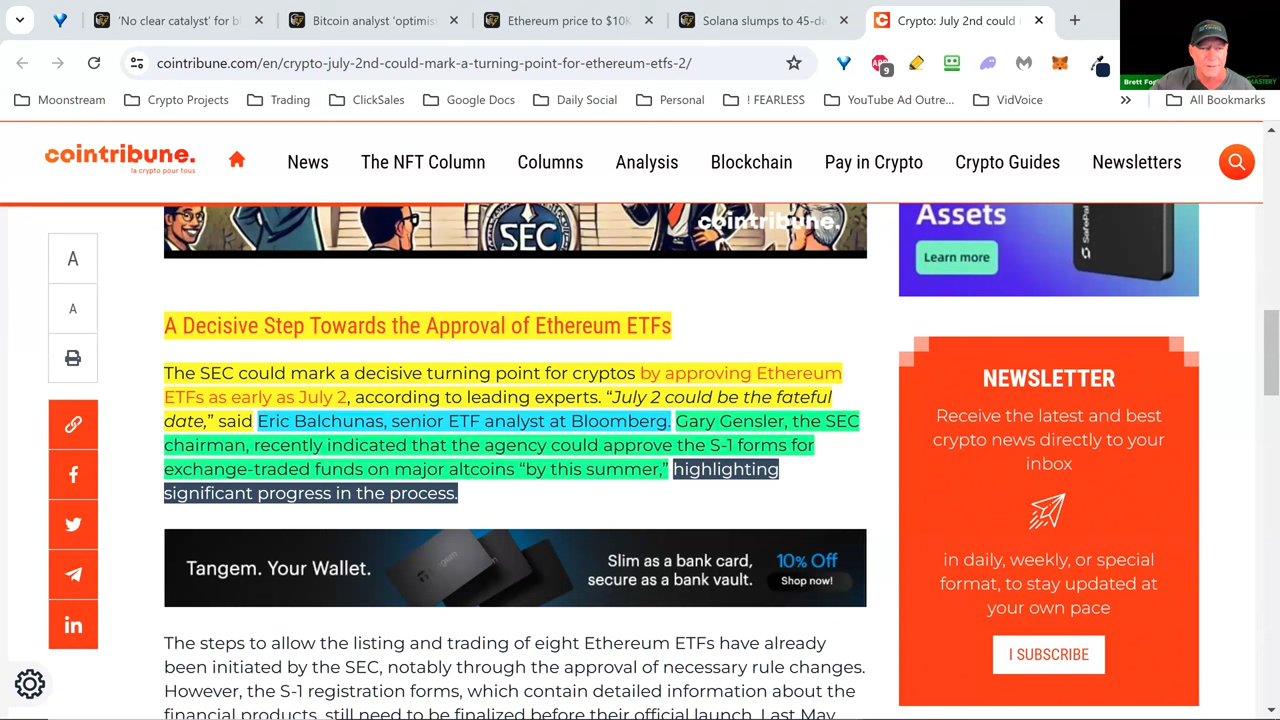 'No clear catalyst' for bl
Bitcoin analyst 'optimis
Ethereum price to $10K
Solana slumps to 45-da
Crypto: July 2nd could
cointribune.com/en/crypto-july-2nd-could-mark-a-turning-point-for-ethereum-etfs-2/
9
Brett Fo
MASTERY
Moonstream
Crypto Projects
Trading
ClickSales
Google Docs
Daily Social
Personal
! FEARLESS
YouTube Ad Outre...
VidVoice
All Bookmarks
cointribune.
la crypto pour tous
News
The NFT Column
Columns
Analysis
Blockchain
Pay in Crypto
Crypto Guides
Newsletters
SEC
cointribune.
Assets
Learn more
SafePal
A
A
A Decisive Step Towards the Approval of Ethereum ETFs
The SEC could mark a decisive turning point for cryptos by approving Ethereum
ETFs as early as July 2, according to leading experts. “July 2 could be the fateful
date,” said Eric Balchunas, senior ETF analyst at Bloomberg. Gary Gensler, the SEC
chairman, recently indicated that the agency could approve the S-1 forms for
exchange-traded funds on major altcoins “by this summer,” highlighting
significant progress in the process.
Tangem. Your Wallet.
Slim as a bank card,
secure as a bank vault.
10% Off
Shop now!
The steps to allow the listing and trading of eight Ethereum ETFs have already
been initiated by the SEC, notably through the approval of necessary rule changes.
However, the S-1 registration forms, which contain detailed information about the
financial products, still need to be finalized before their official launch. Last May,
NEWSLETTER
Receive the latest and best
crypto news directly to your
inbox
in daily, weekly, or special
format, to stay updated at
your own pace
I SUBSCRIBE